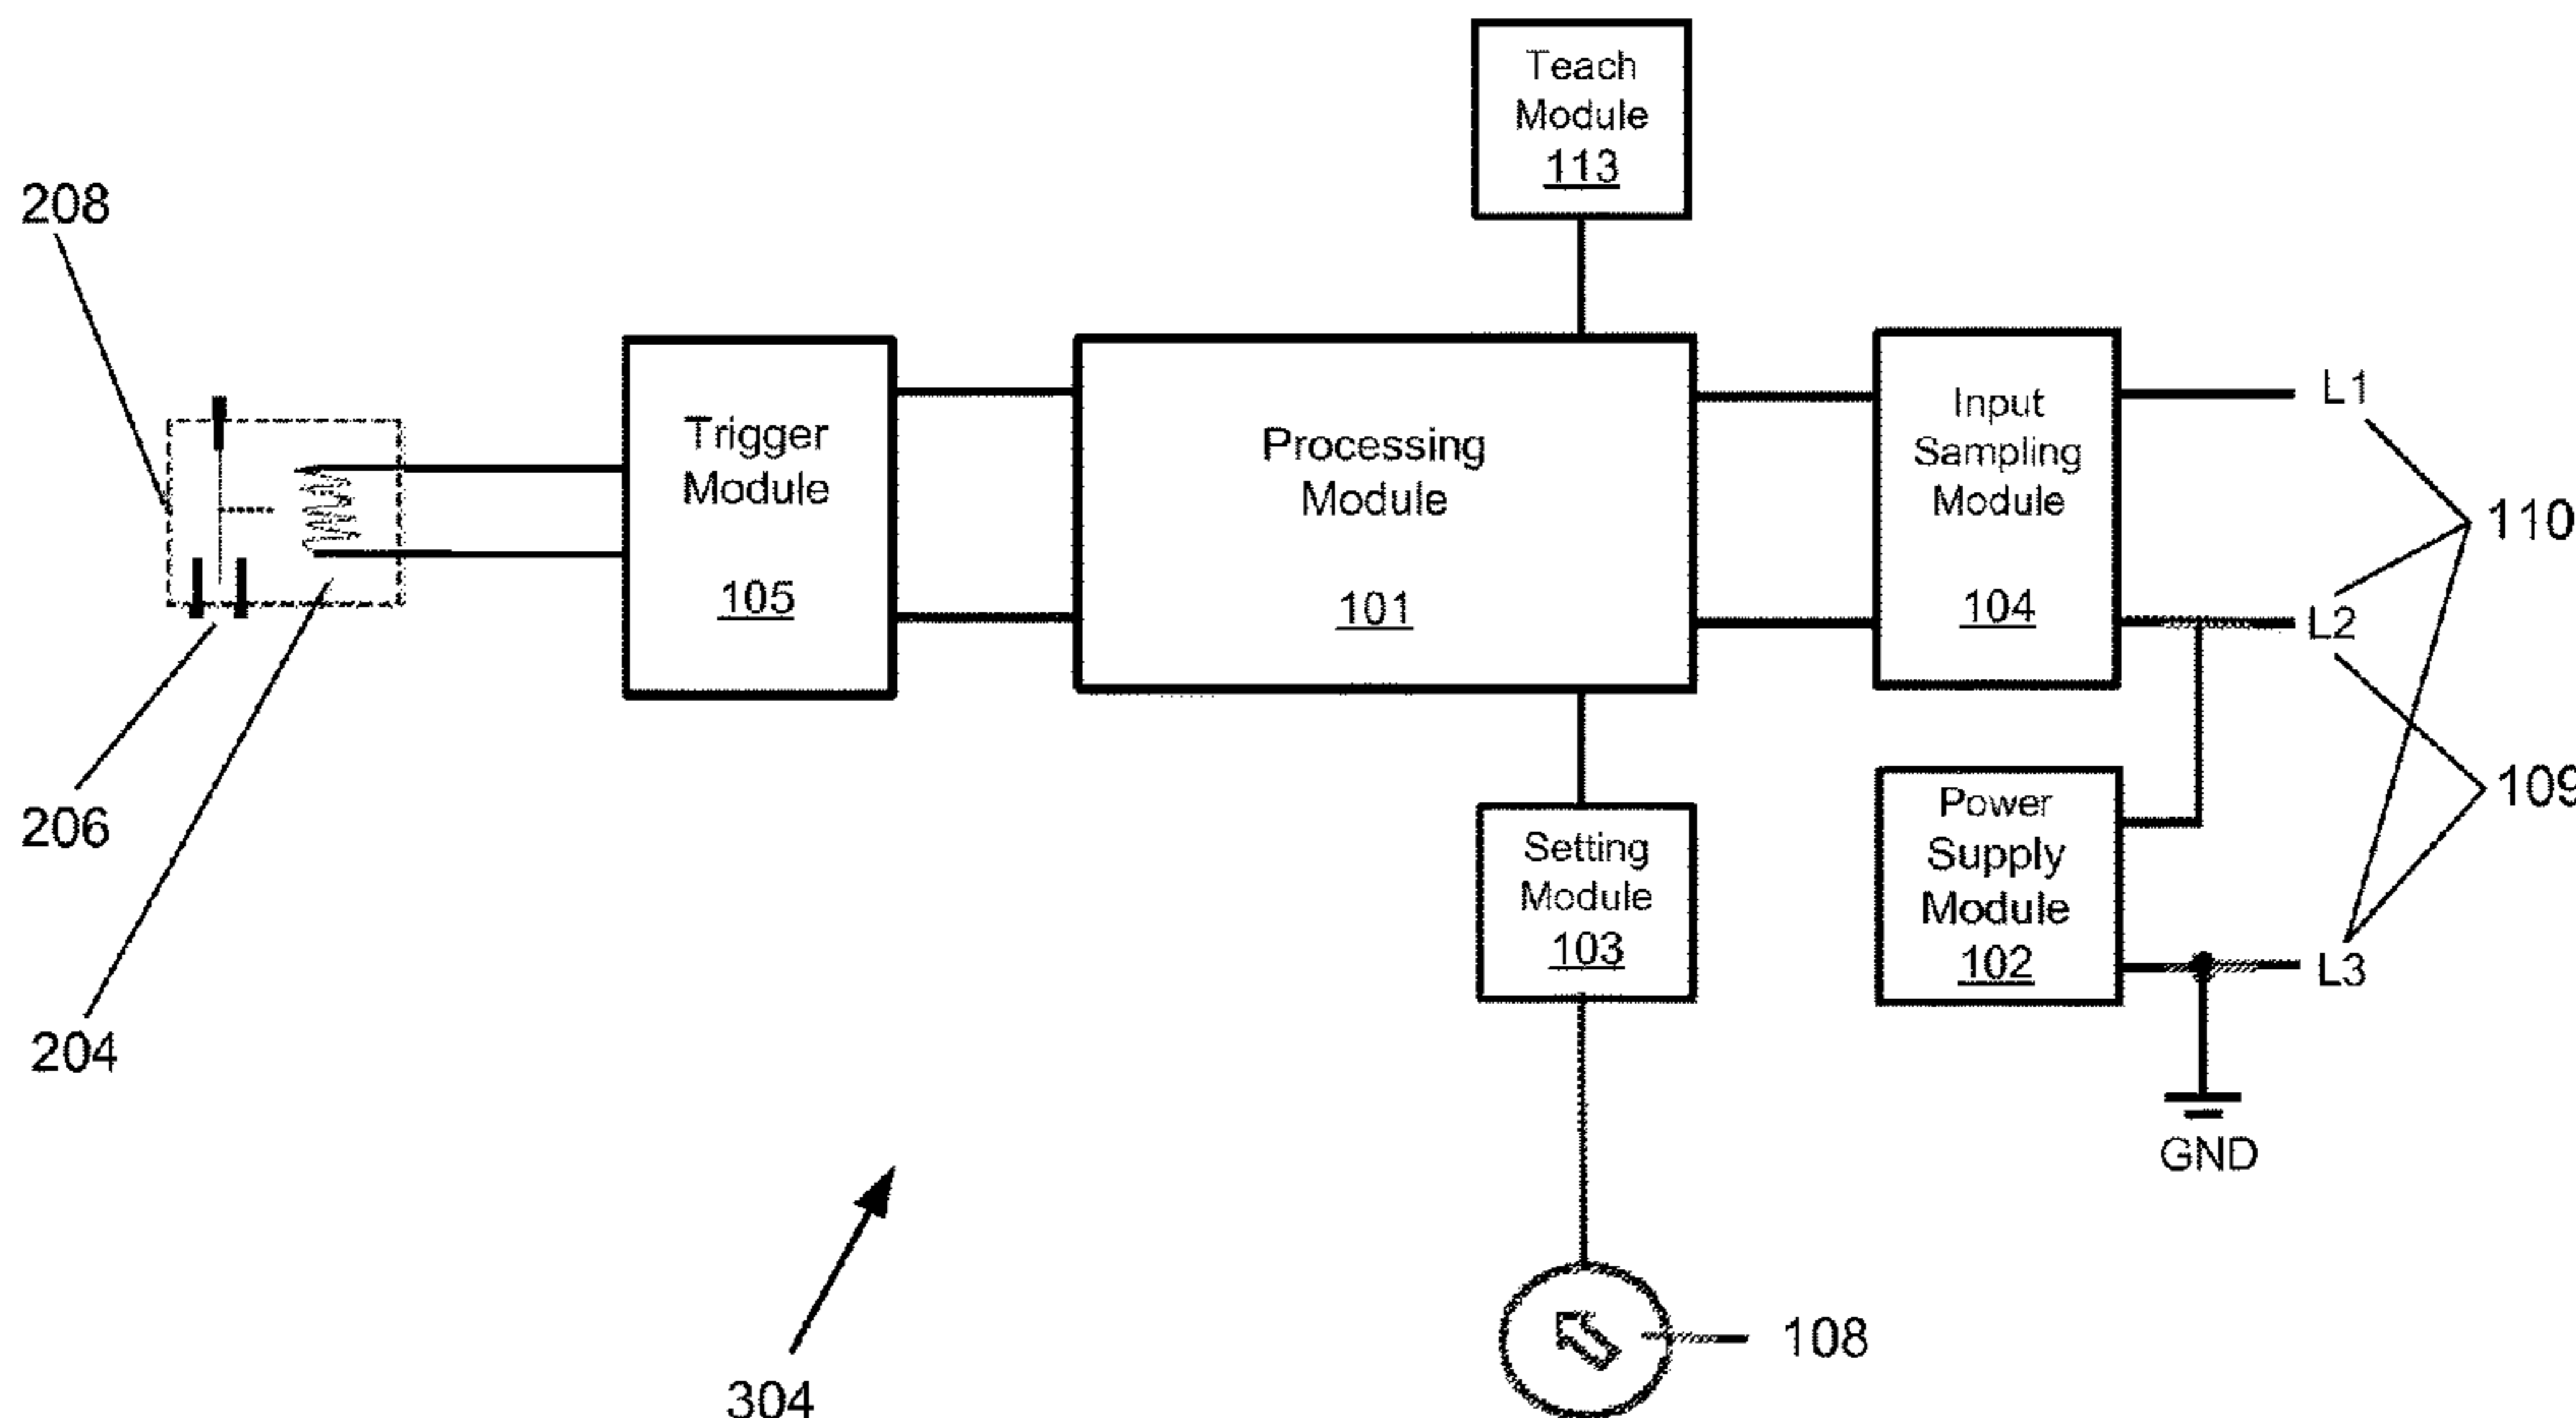 Teach
Module
113
208
Trigger
Module
105
Processing
Module
101
Input
Sampling
Module
104
L1
110
L2
109
206
204
Setting
Module
103
Power
Supply
Module
102
L3
GND
108
304